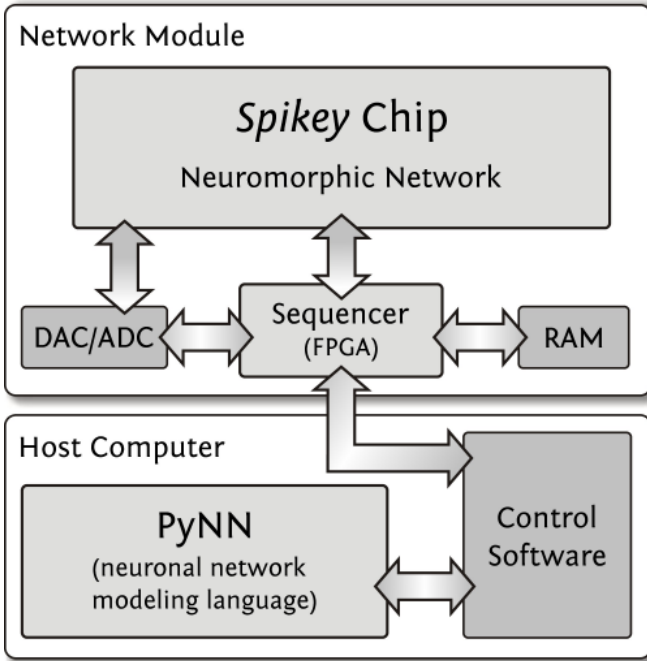 Network Module
Spikey Chip
Neuromorphic Network
DAC/ADC
Sequencer
(FPGA)
RAM
Host Computer
PyNN
(neuronal network
modeling language)
Control
Software